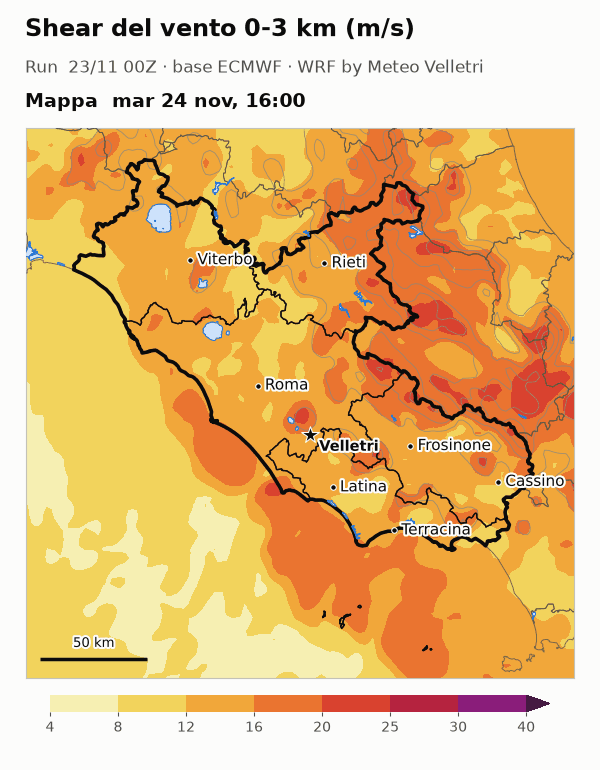 Shear del vento 0-3 km (m/s)
Run  23/11 00Z · base ECMWF · WRF by Meteo Velletri
Mappa  mar 24 nov, 16:00
Viterbo
Rieti
Roma
Velletri
Frosinone
Cassino
Latina
Terracina
50 km
4 8 12 16 20 25 30 40